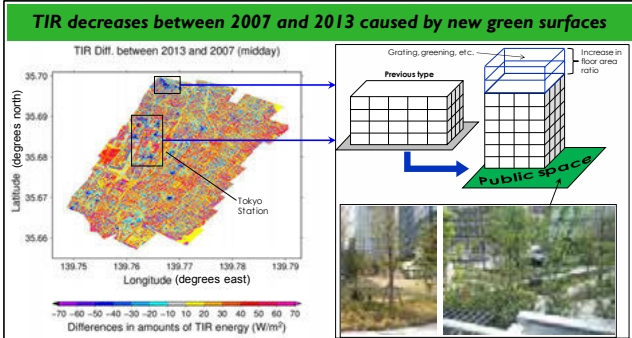 TIR decreases between 2007 and 2013 caused by new green surfaces
TIR Diff. between 2013 and 2007 (midday)
35.70
35.69
35.68
35.67
35.66
Latitude (degrees north)
139.75 139.76 139.77 139.78 139.79
Longitude (degrees east)
Tokyo
Station
−70 −60 −50 −40 −30 −20 −10 0 10 20 30 40 50 60 70
Differences in amounts of TIR energy (W/m²)
Grating, greening, etc.
Increase in
floor area
ratio
Previous type
Public space